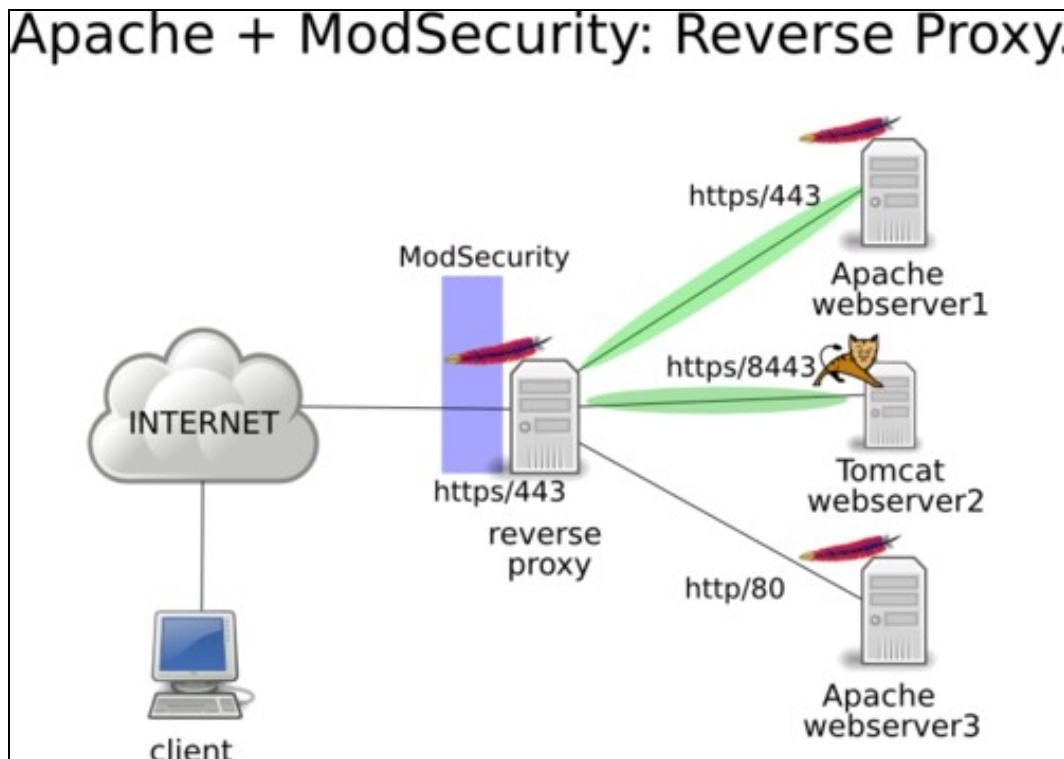 Apache + ModSecurity: Reverse Proxy.
https/443
ModSecurity
Apache
webserver1
https/8443
INTERNET
Tomcat
webserver2
https/443
reverse
proxy
http/80
Apache
webserver3
client